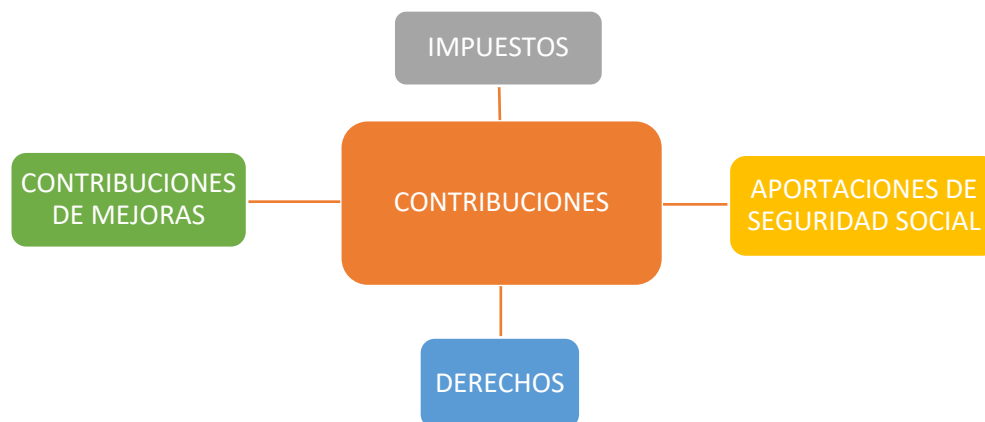 IMPUESTOS
CONTRIBUCIONES
DE MEJORAS
CONTRIBUCIONES
APORTACIONES DE
SEGURIDAD SOCIAL
DERECHOS